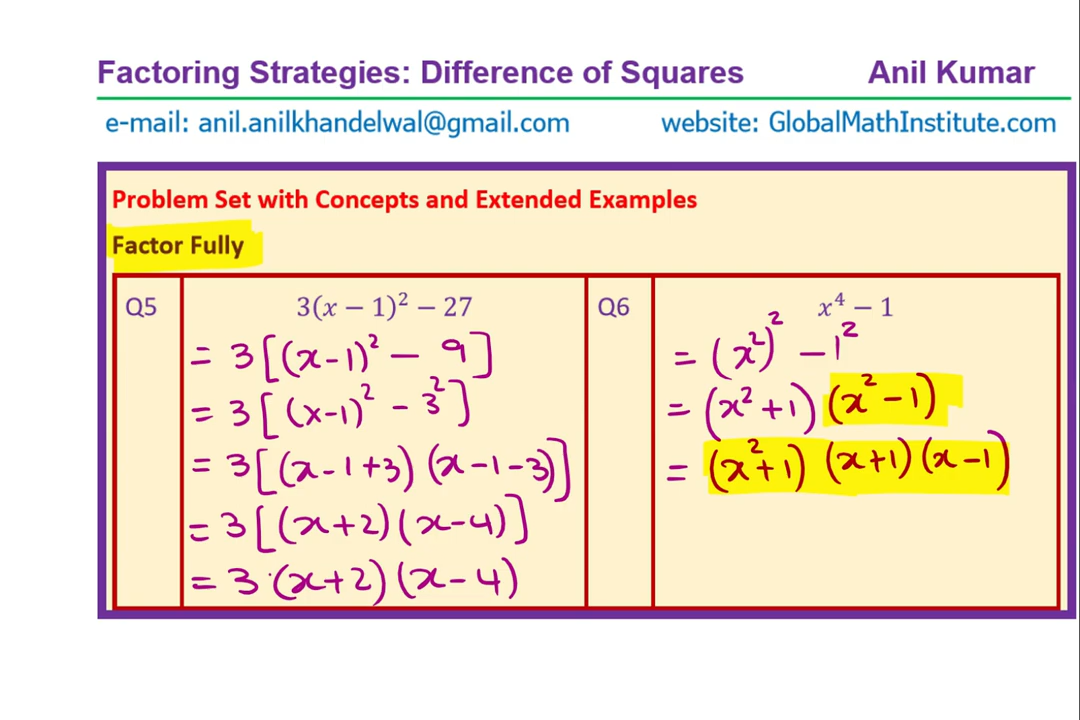 Factoring Strategies: Difference of Squares Anil Kumar
e-mail: anil.anilkhandelwal@gmail.com website: GlobalMathInstitute.com
Problem Set with Concepts and Extended Examples
Factor Fully
Q5 3(x − 1)² − 27
= 3[(x-1)² - 9]
= 3[(x-1)² - 3²]
= 3[(x-1+3)(x-1-3)]
= 3[(x+2)(x-4)]
= 3·(x+2)(x-4)
Q6 x⁴ − 1
= (x²)² - 1²
= (x²+1)(x²-1)
= (x²+1)(x+1)(x-1)